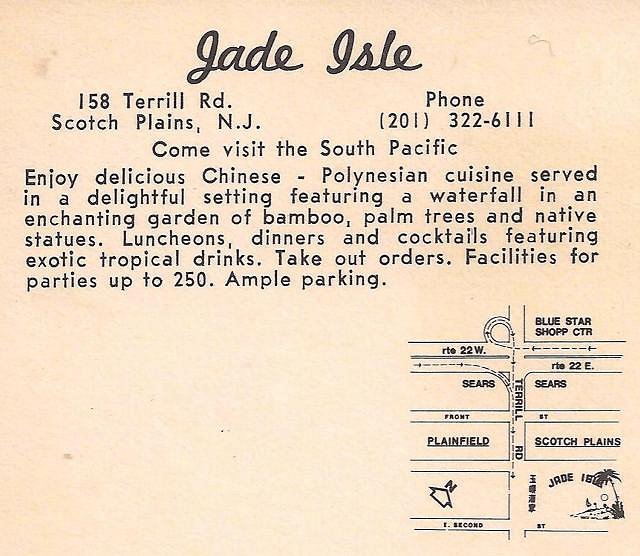 Jade Isle
158 Terrill Rd.
Scotch Plains, N.J.
Phone
(201) 322-6111
Come visit the South Pacific
Enjoy delicious Chinese - Polynesian cuisine served
in a delightful setting featuring a waterfall in an
enchanting garden of bamboo, palm trees and native
statues. Luncheons, dinners and cocktails featuring
exotic tropical drinks. Take out orders. Facilities for
parties up to 250. Ample parking.
BLUE STAR
SHOPP CTR
rte 22 W.
rte 22 E.
SEARS
SEARS
TERRILL RD
FRONT ST
PLAINFIELD
SCOTCH PLAINS
N
JADE ISLE
E. SECOND ST